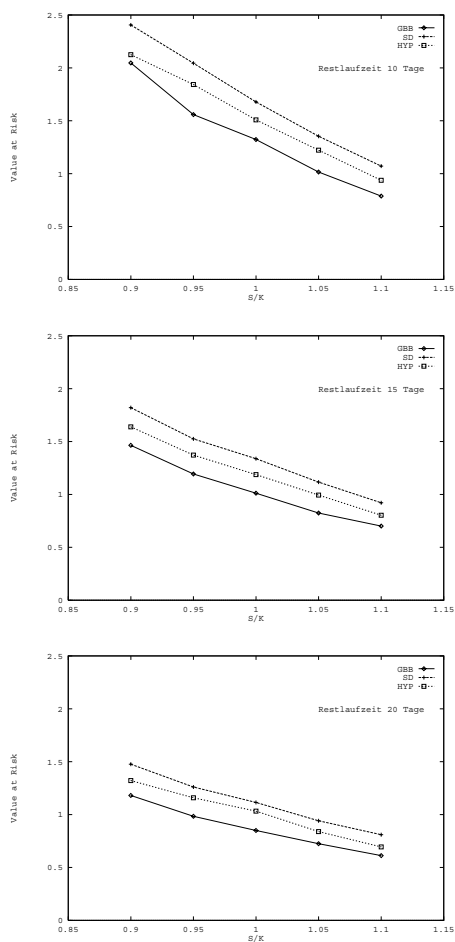 2.5
GBB
SD
HYP
2
Restlaufzeit 10 Tage
1.5
Value at Risk
1
0.5
0
0.85 0.9 0.95 1 1.05 1.1 1.15
S/K
2.5
GBB
SD
HYP
2
Restlaufzeit 15 Tage
1.5
Value at Risk
1
0.5
0
0.85 0.9 0.95 1 1.05 1.1 1.15
S/K
2.5
GBB
SD
HYP
2
Restlaufzeit 20 Tage
1.5
Value at Risk
1
0.5
0
0.85 0.9 0.95 1 1.05 1.1 1.15
S/K